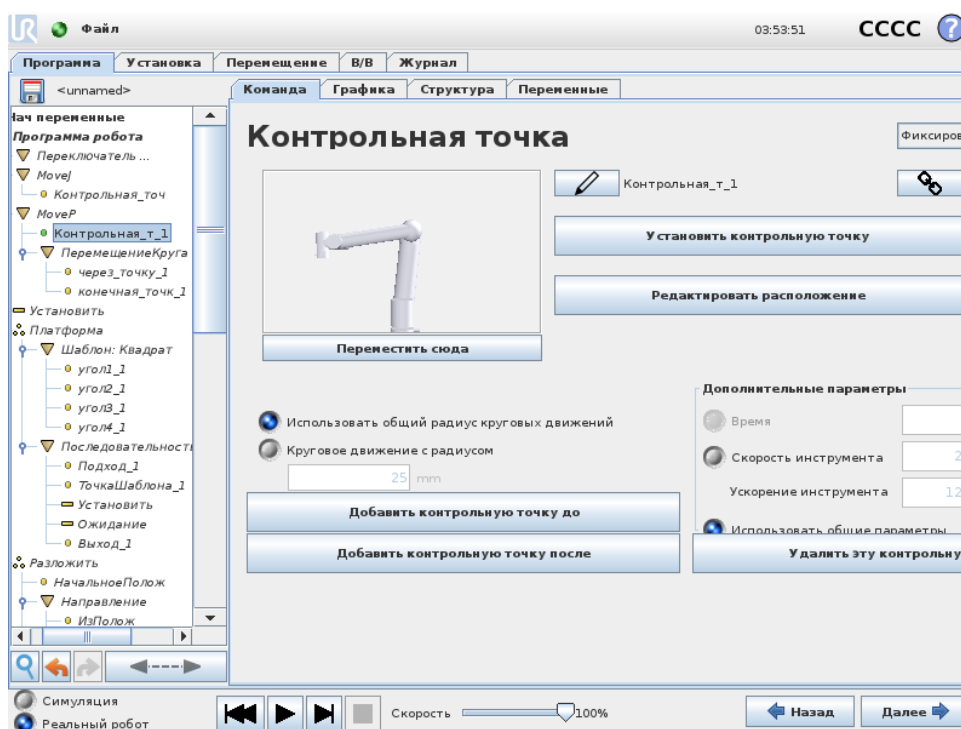 UR Файл 03:53:51 CCCC ?
Программа Установка Перемещение В/В Журнал
<unnamed> Команда Графика Структура Переменные
Нач переменные
Программа робота
Переключатель ...
MoveJ
Контрольная_точ
MoveP
Контрольная_т_1
ПеремещениеКруга
через_точку_1
конечная_точк_1
Установить
Платформа
Шаблон: Квадрат
угол1_1
угол2_1
угол3_1
угол4_1
Последовательност
Подход_1
ТочкаШаблона_1
Установить
Ожидание
Выход_1
Разложить
НачальноеПолож
Направление
ИзПолож
Контрольная точка
Фиксиров
Контрольная_т_1
Установить контрольную точку
Редактировать расположение
Переместить сюда
Использовать общий радиус круговых движений
Круговое движение с радиусом
25 mm
Дополнительные параметры
Время
Скорость инструмента 2
Ускорение инструмента 12
Использовать общие параметры
Добавить контрольную точку до
Добавить контрольную точку после
Удалить эту контрольну
Симуляция
Реальный робот
Скорость 100%
Назад Далее